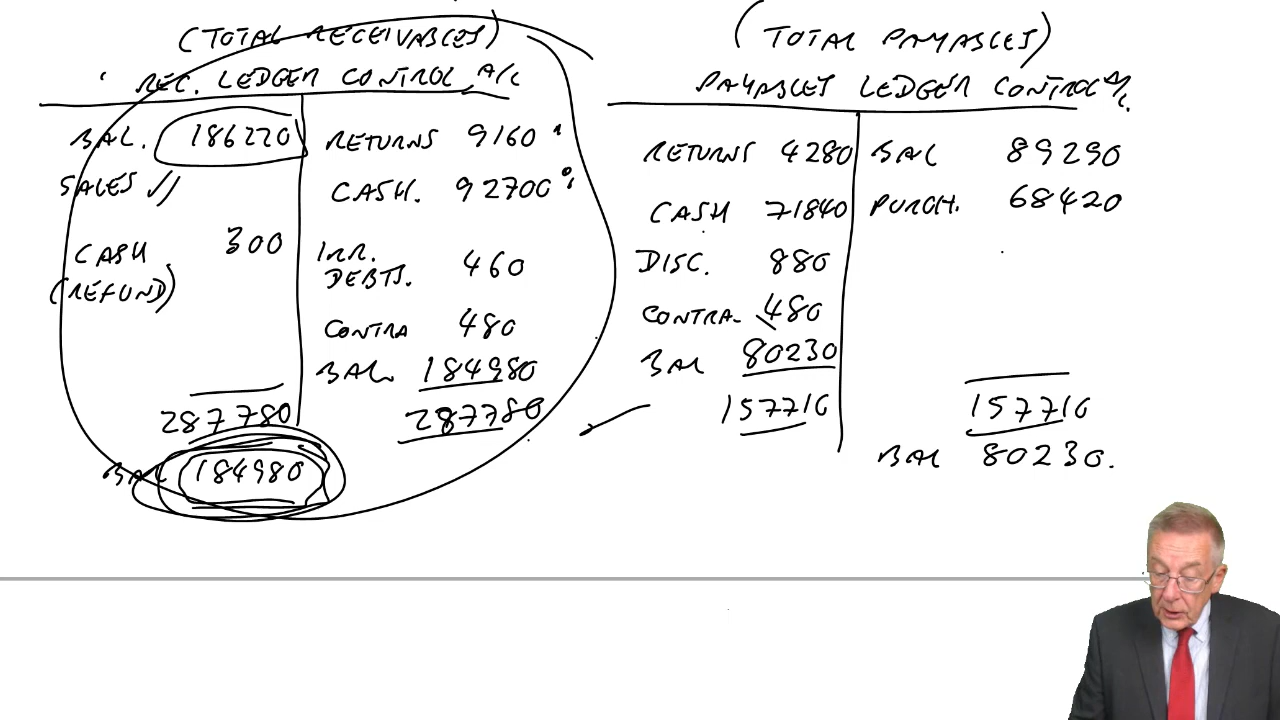 (TOTAL RECEIVABLES)
REC. LEDGER CONTROL A/C
BAL. 186220 RETURNS 9160
SALES CASH. 92700
CASH 300 IRR.
(REFUND) DEBTS. 460
CONTRA 480
BAL. 184980
287780 287780
BAL 184980
(TOTAL PAYABLES)
PAYABLES LEDGER CONTROL A/C.
RETURNS 4280 BAL 89290
CASH 71840 PURCH. 68420
DISC. 880
CONTRA. 480
BAL 80230
157710 157710
BAL 80230.